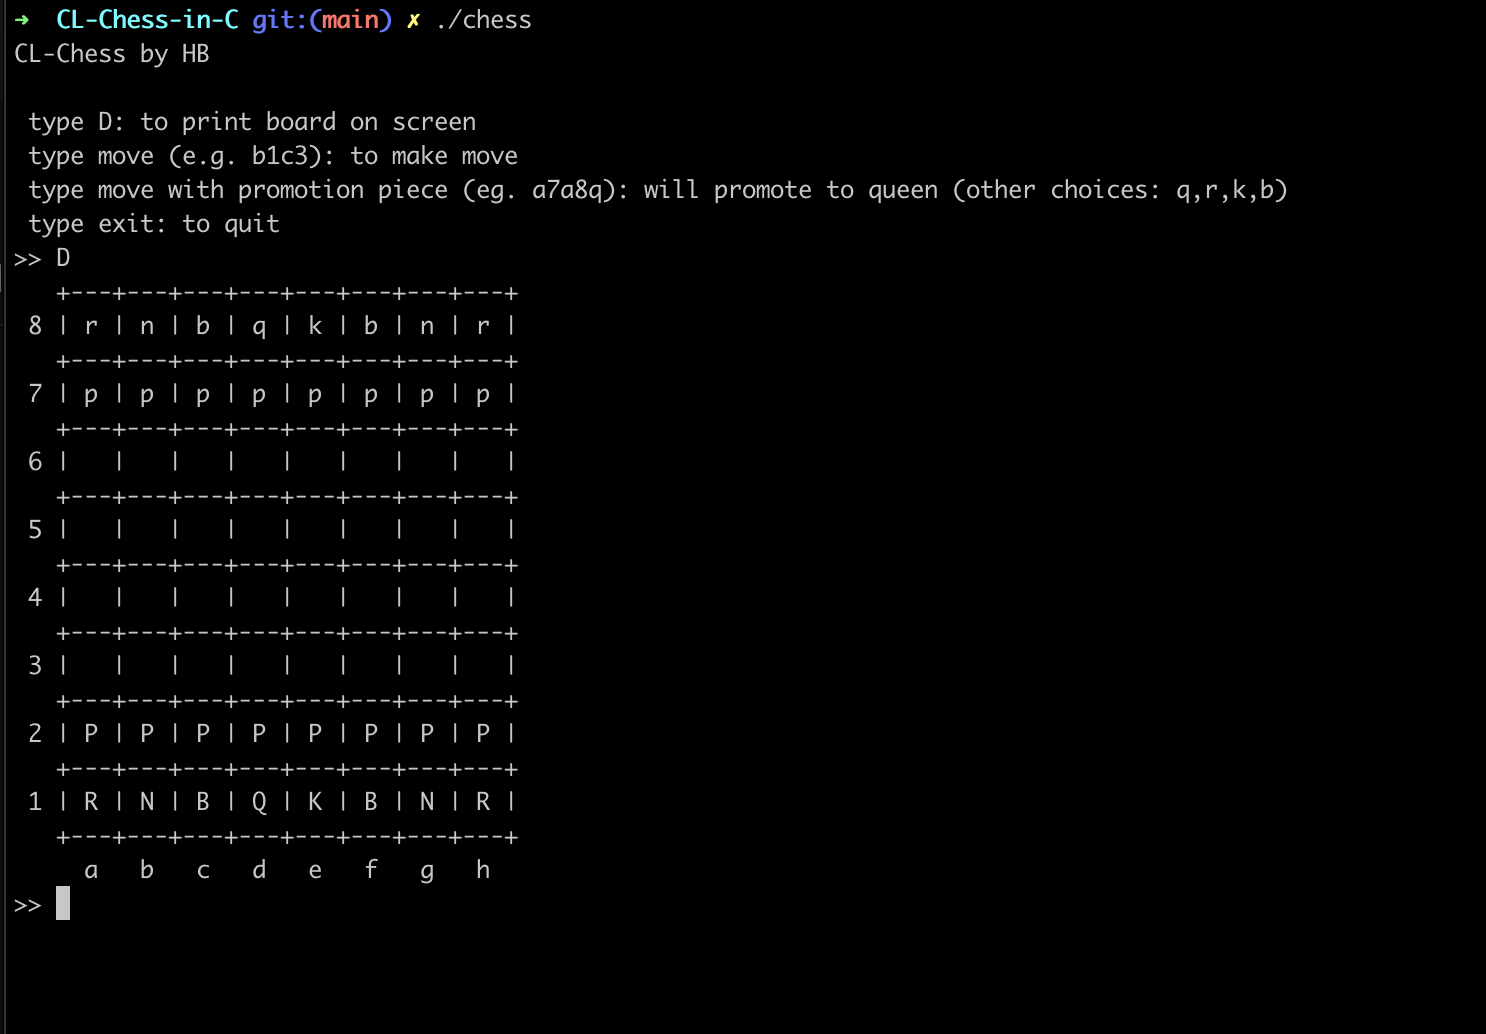 ➜  CL-Chess-in-C git:(main) ✗ ./chess
CL-Chess by HB

 type D: to print board on screen
 type move (e.g. b1c3): to make move
 type move with promotion piece (eg. a7a8q): will promote to queen (other choices: q,r,k,b)
 type exit: to quit
>> D
   +---+---+---+---+---+---+---+---+
 8 | r | n | b | q | k | b | n | r |
   +---+---+---+---+---+---+---+---+
 7 | p | p | p | p | p | p | p | p |
   +---+---+---+---+---+---+---+---+
 6 |   |   |   |   |   |   |   |   |
   +---+---+---+---+---+---+---+---+
 5 |   |   |   |   |   |   |   |   |
   +---+---+---+---+---+---+---+---+
 4 |   |   |   |   |   |   |   |   |
   +---+---+---+---+---+---+---+---+
 3 |   |   |   |   |   |   |   |   |
   +---+---+---+---+---+---+---+---+
 2 | P | P | P | P | P | P | P | P |
   +---+---+---+---+---+---+---+---+
 1 | R | N | B | Q | K | B | N | R |
   +---+---+---+---+---+---+---+---+
     a   b   c   d   e   f   g   h
>>